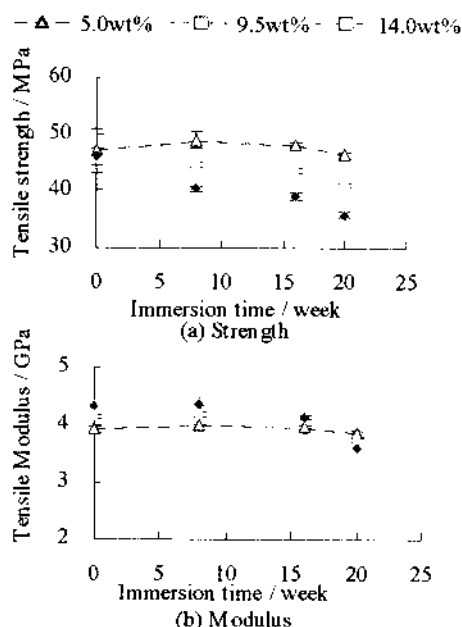 5.0wt% 9.5wt% 14.0wt%
Tensile strength / MPa
60
50
40
30
0 5 10 15 20 25
Immersion time / week
(a) Strength
Tensile Modulus / GPa
5
4
3
2
0 5 10 15 20 25
Immersion time / week
(b) Modulus